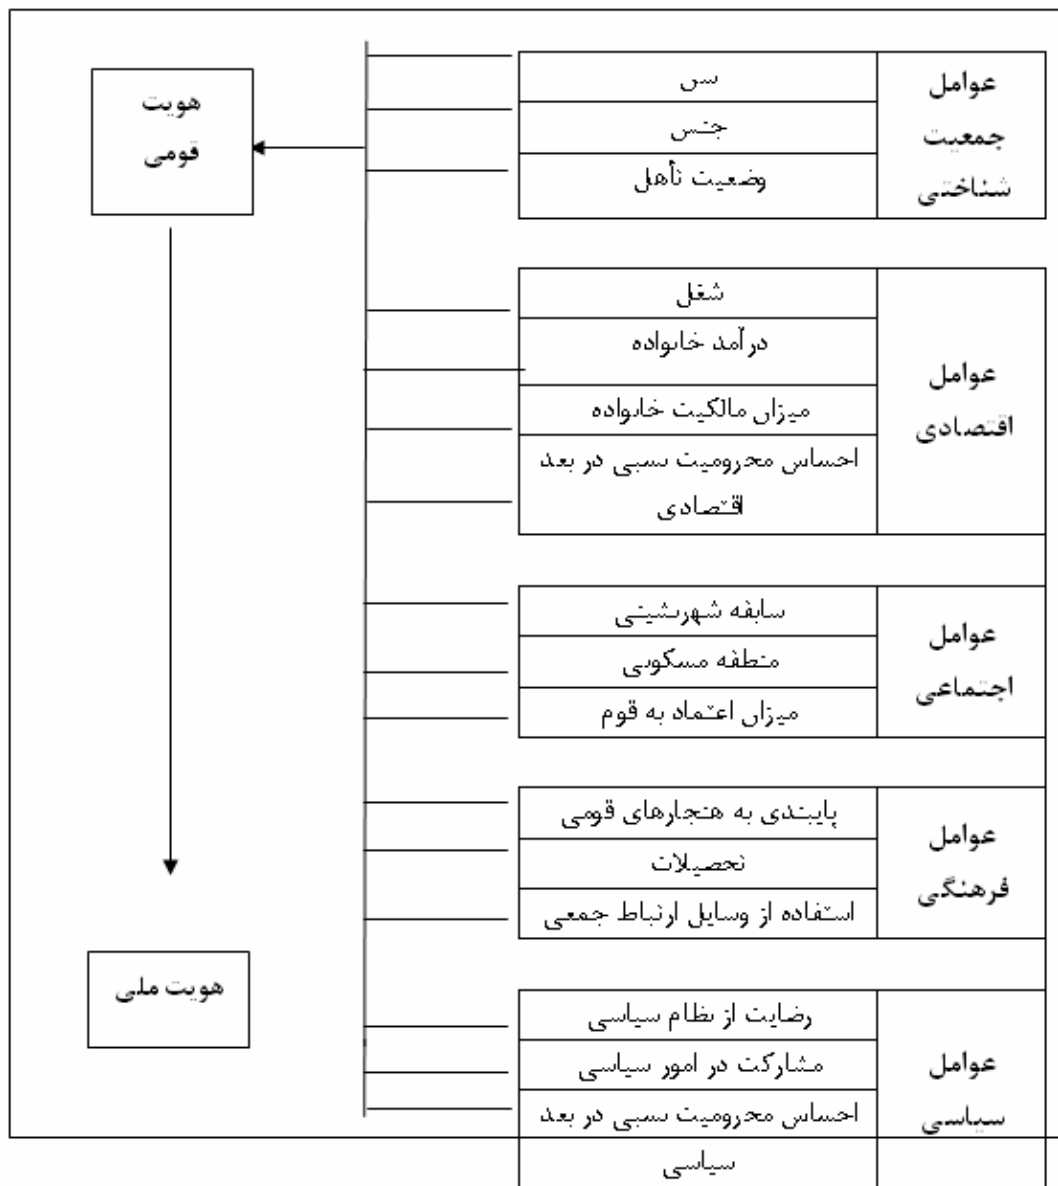 عوامل
جمعیت
شناختی
سن
جنس
وضعیت تأهل
هویت
قومی
عوامل
اقتصادی
شغل
درآمد خانواده
میزان مالکیت خانواده
احساس محرومیت نسبی در بعد
اقتصادی
عوامل
اجتماعی
سابقه شهرنشینی
منطقه مسکونی
میزان اعتماد به قوم
عوامل
فرهنگی
پایبندی به هنجارهای قومی
تحصیلات
استفاده از وسایل ارتباط جمعی
هویت ملی
عوامل
سیاسی
رضایت از نظام سیاسی
مشارکت در امور سیاسی
احساس محرومیت نسبی در بعد
سیاسی